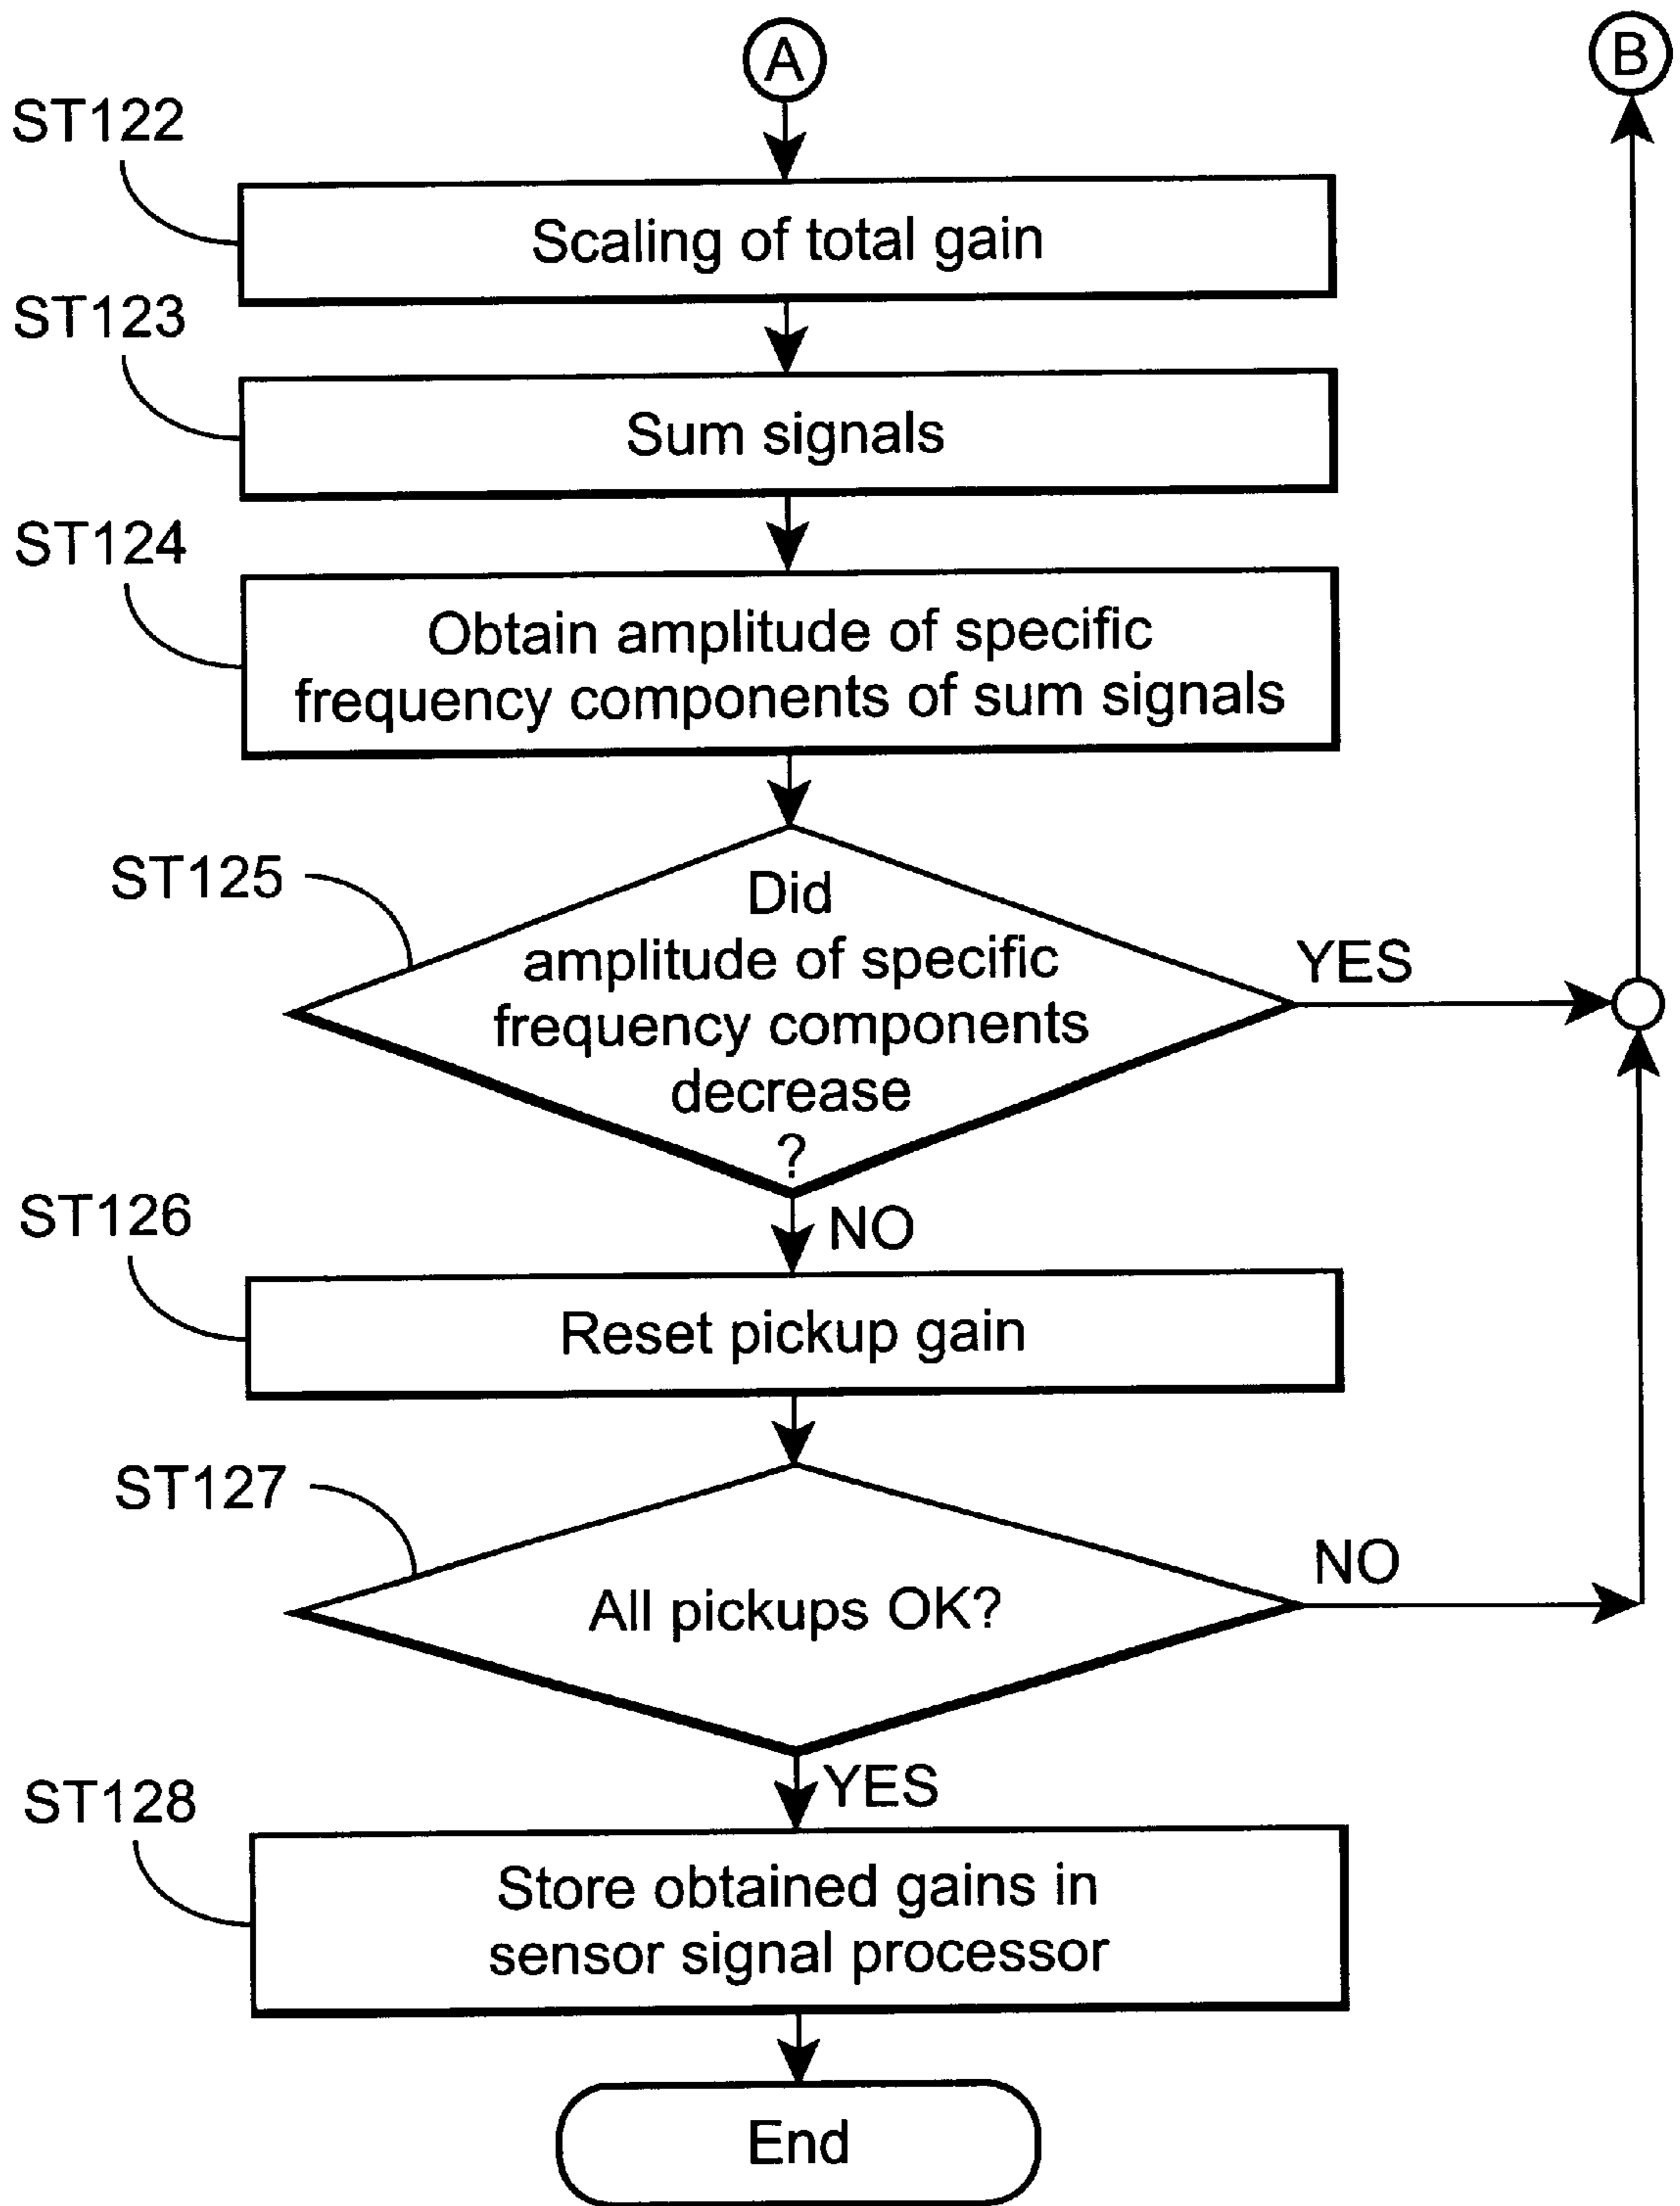 A
B
ST122
Scaling of total gain
ST123
Sum signals
ST124
Obtain amplitude of specific
frequency components of sum signals
ST125
Did
amplitude of specific
frequency components
decrease
?
YES
NO
ST126
Reset pickup gain
ST127
All pickups OK?
NO
YES
ST128
Store obtained gains in
sensor signal processor
End